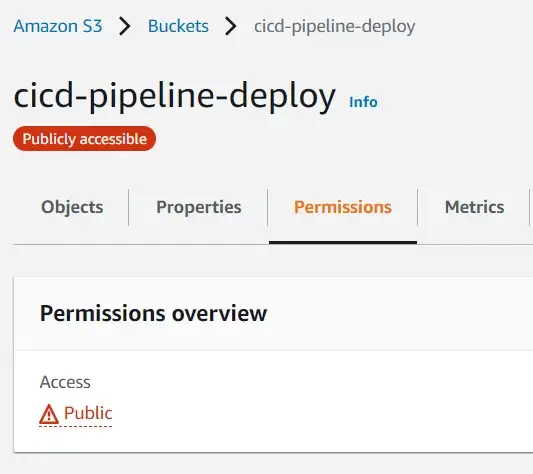 Amazon S3 > Buckets > cicd-pipeline-deploy
cicd-pipeline-deploy Info
Publicly accessible
Objects Properties Permissions Metrics
Permissions overview
Access
Public